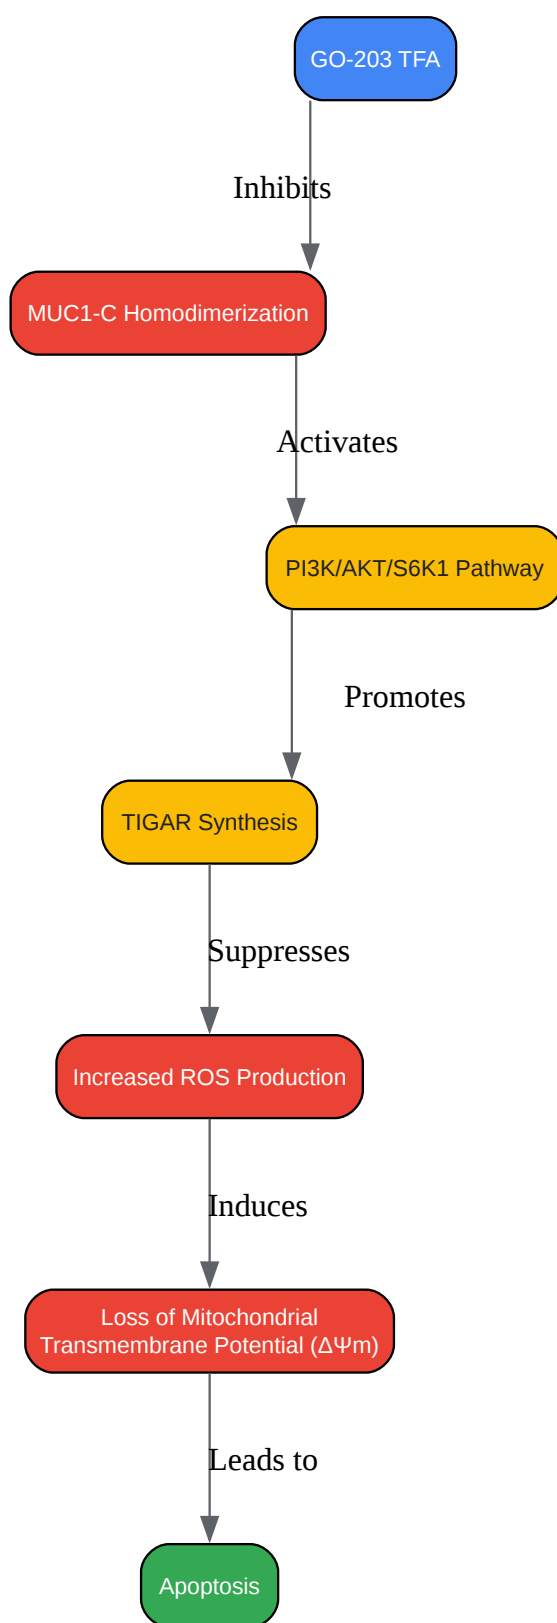 GO-203 TFA
Inhibits
MUC1-C Homodimerization
Activates
PI3K/AKT/S6K1 Pathway
Promotes
TIGAR Synthesis
Suppresses
Increased ROS Production
Induces
Loss of Mitochondrial
Transmembrane Potential (ΔΨm)
Leads to
Apoptosis